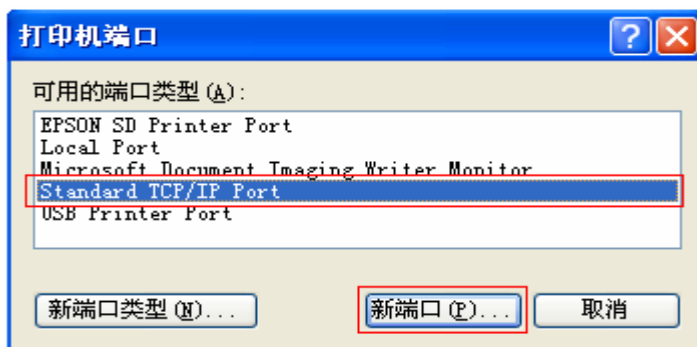 打印机端口
可用的端口类型(A):
EPSON SD Printer Port
Local Port
Microsoft Document Imaging Writer Monitor
Standard TCP/IP Port
USB Printer Port
新端口类型(N)... 新端口(P)... 取消